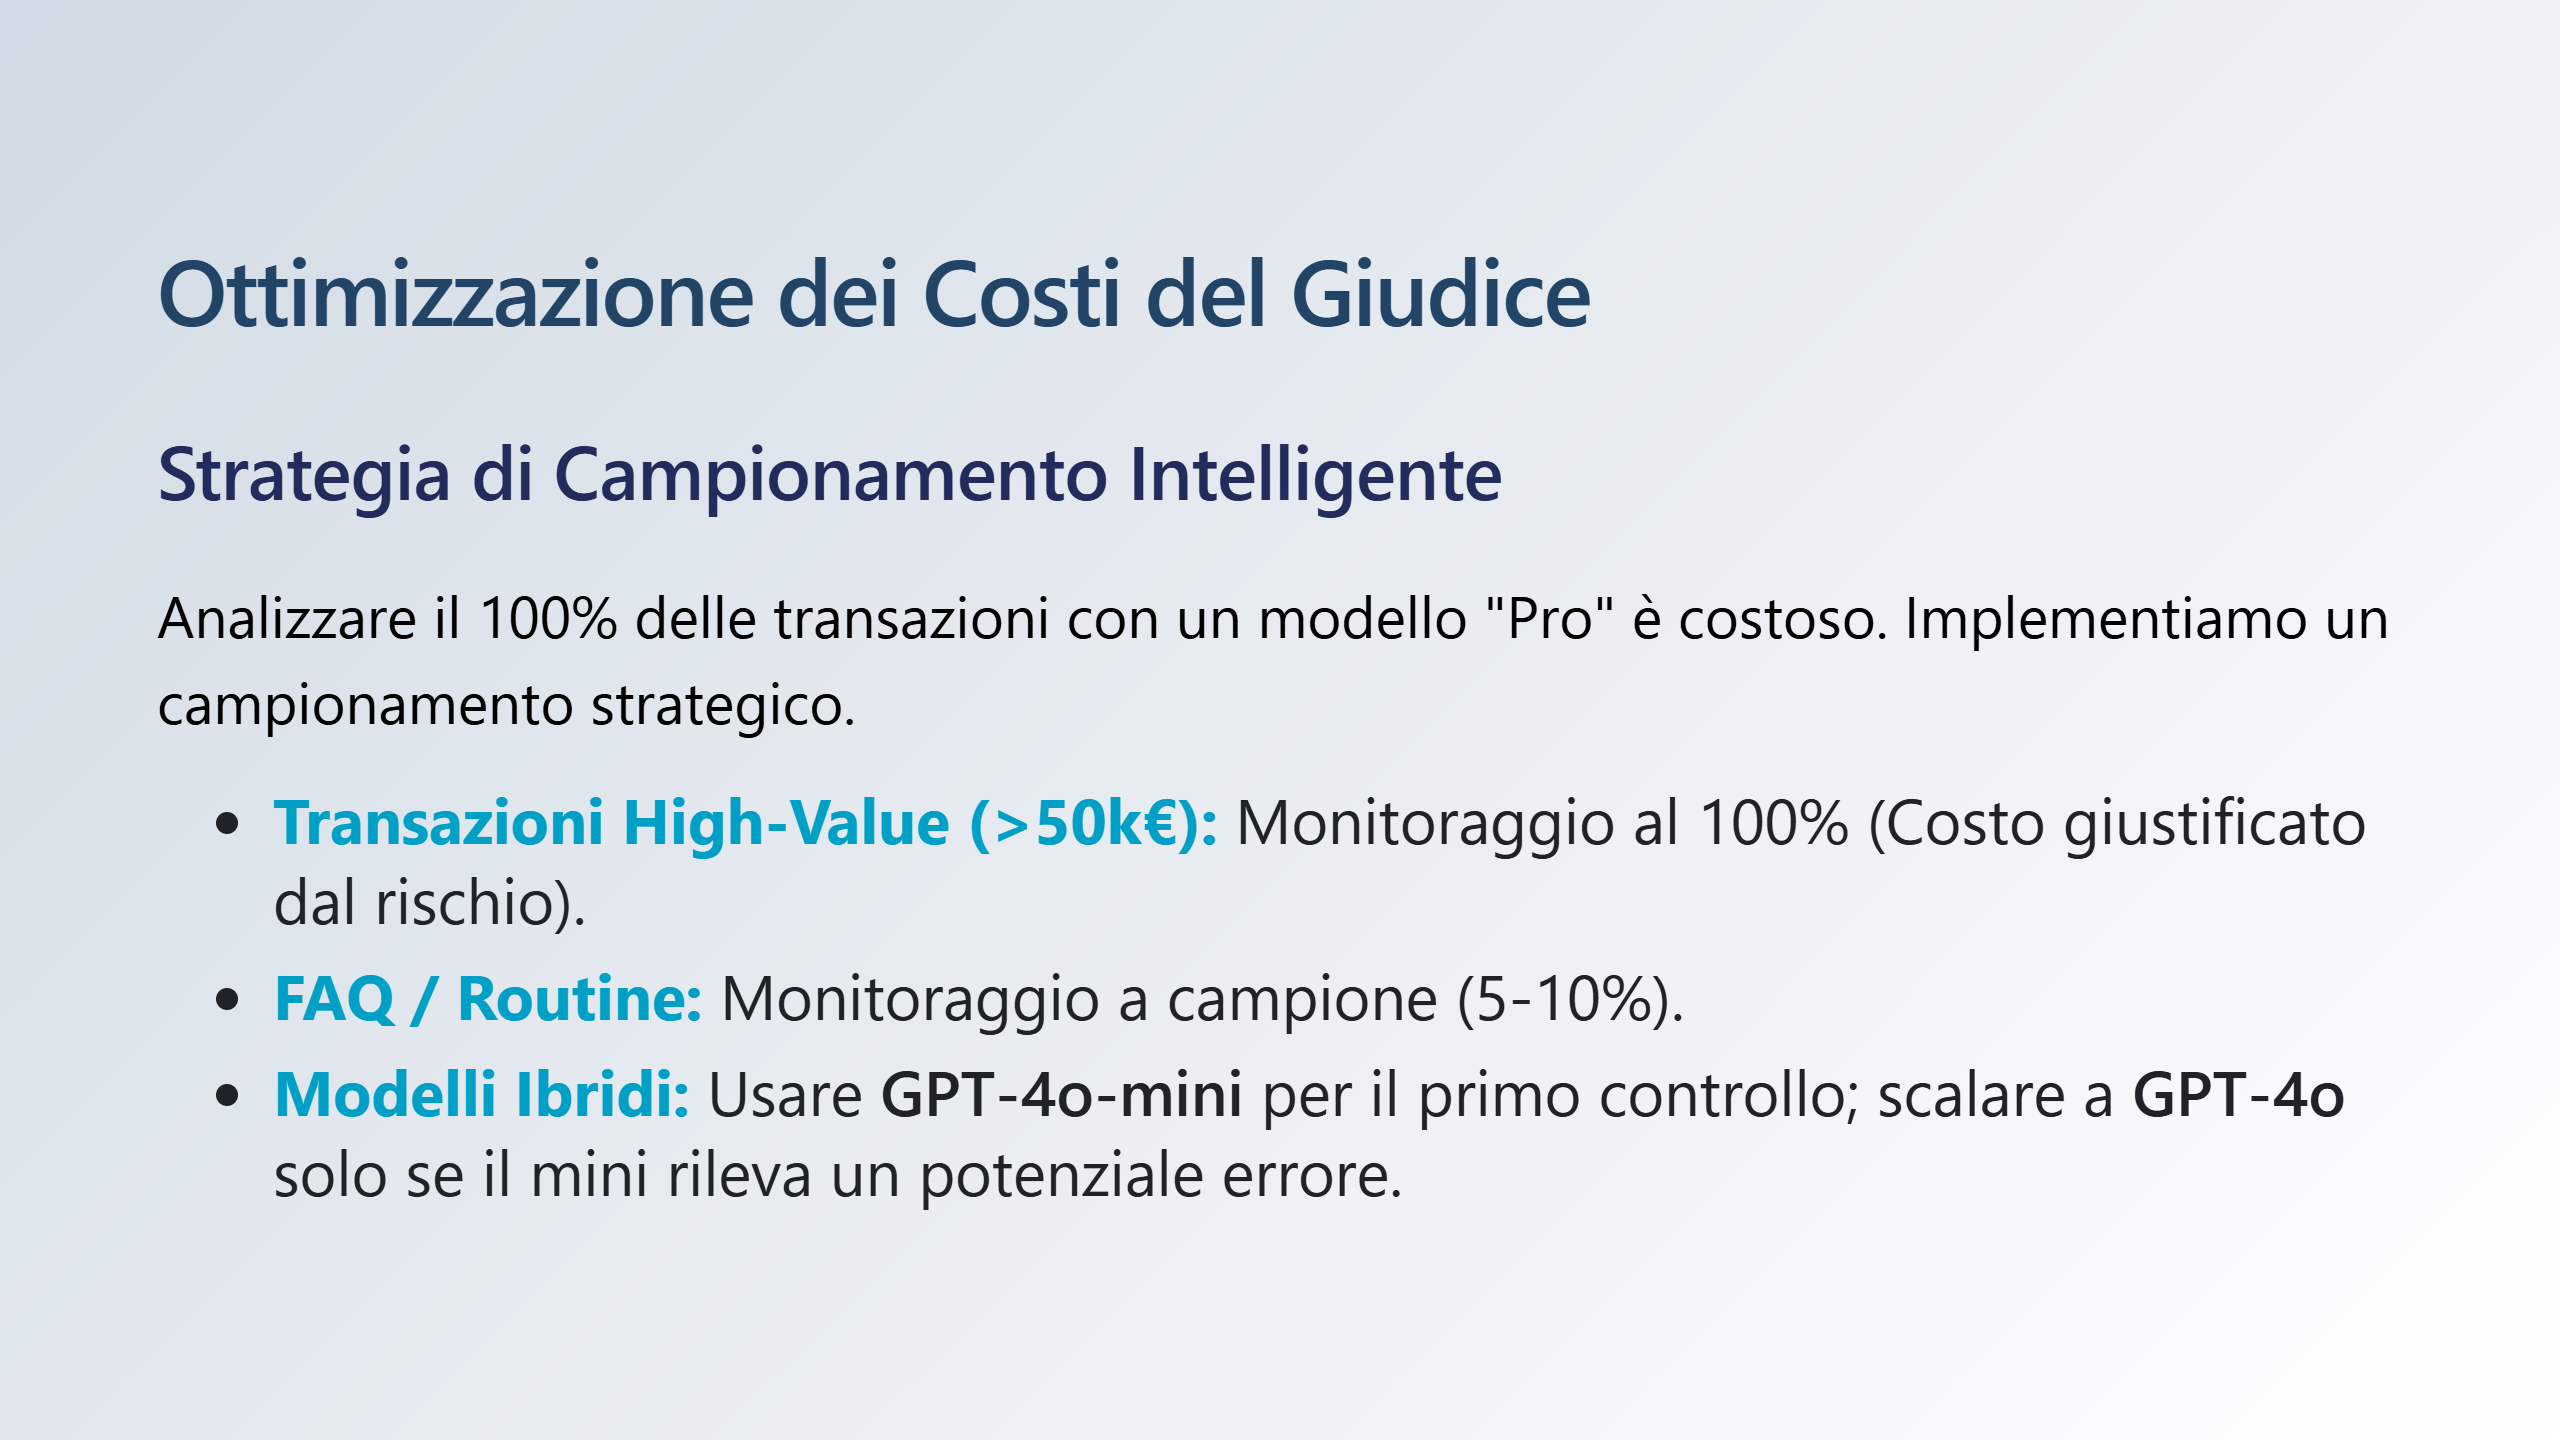 Ottimizzazione dei Costi del Giudice
Strategia di Campionamento Intelligente
Analizzare il 100% delle transazioni con un modello "Pro" è costoso. Implementiamo un
campionamento strategico.
• Transazioni High-Value (>50k€): Monitoraggio al 100% (Costo giustificato
dal rischio).
• FAQ / Routine: Monitoraggio a campione (5-10%).
• Modelli Ibridi: Usare GPT-4o-mini per il primo controllo; scalare a GPT-4o
solo se il mini rileva un potenziale errore.